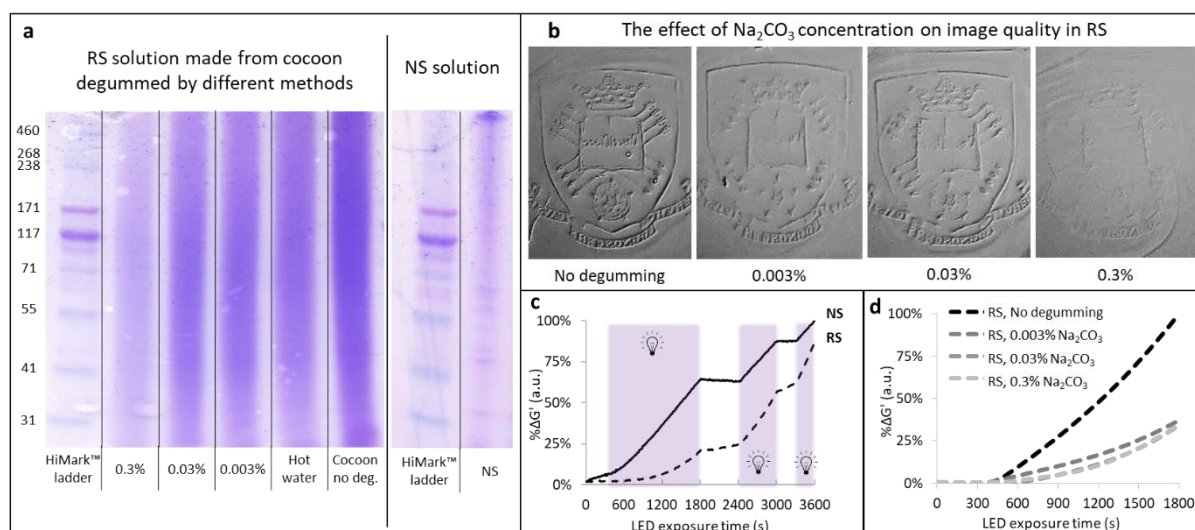 a
RS solution made from cocoon
degummed by different methods
NS solution
460
268
238
171
117
71
55
41
31
HiMark™
ladder
0.3%
0.03%
0.003%
Hot
water
Cocoon
no deg.
HiMark™
ladder
NS
b
The effect of Na₂CO₃ concentration on image quality in RS
No degumming
0.003%
0.03%
0.3%
c
NS
RS
100%
75%
50%
25%
0%
%ΔG' (a.u.)
0
600
1200
1800
2400
3000
3600
LED exposure time (s)
d
RS, No degumming
RS, 0.003% Na₂CO₃
RS, 0.03% Na₂CO₃
RS, 0.3% Na₂CO₃
100%
75%
50%
25%
0%
%ΔG' (a.u.)
0
300
600
900
1200
1500
1800
LED exposure time (s)